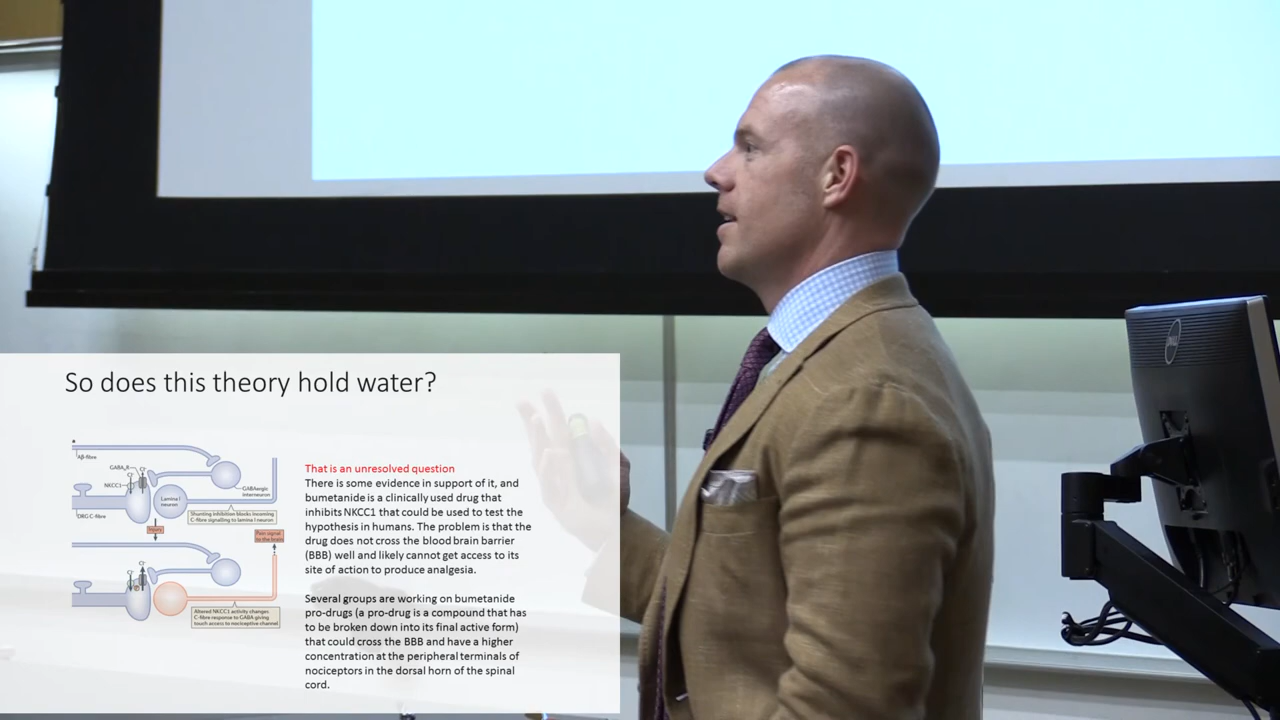 So does this theory hold water?
a
Aβ-fibre
GABAAR
Cl-
NKCC1
GABAergic
interneuron
Lamina I
neuron
DRG C-fibre
Shunting inhibition blocks incoming
C-fibre signalling to lamina I neuron
Injury
Pain signal
to the brain
Cl-
Altered NKCC1 activity changes
C-fibre response to GABA giving
touch access to nociceptive channel
That is an unresolved question
There is some evidence in support of it, and
bumetanide is a clinically used drug that
inhibits NKCC1 that could be used to test the
hypothesis in humans. The problem is that the
drug does not cross the blood brain barrier
(BBB) well and likely cannot get access to its
site of action to produce analgesia.
Several groups are working on bumetanide
pro-drugs (a pro-drug is a compound that has
to be broken down into its final active form)
that could cross the BBB and have a higher
concentration at the peripheral terminals of
nociceptors in the dorsal horn of the spinal
cord.
DELL